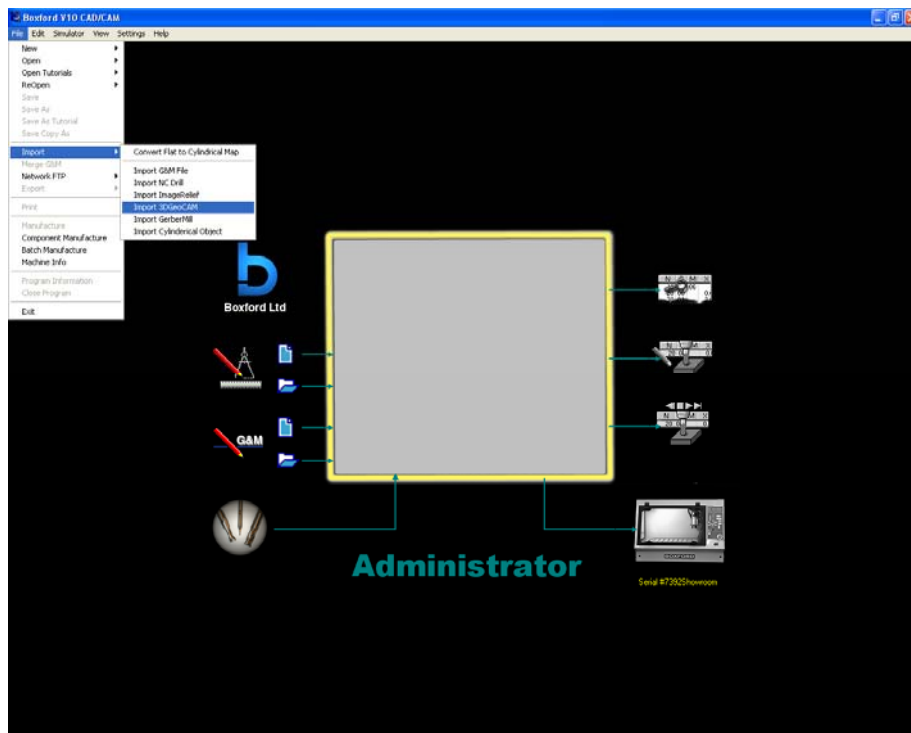 Boxford V10 CAD/CAM
File Edit Simulator View Settings Help
New
Open
Open Tutorials
ReOpen
Save
Save As
Save As Tutorial
Save Copy As
Import
Convert Flat to Cylindrical Map
Merge G&M
Import G&M File
Network FTP
Import NC Drill
Export
Import ImageRelief
Print
Import 3DGeoCAM
Import GerberMill
Manufacture
Import Cylinderical Object
Component Manufacture
Batch Manufacture
Machine Info
Program Information
Close Program
Exit
Boxford Ltd
N G M X
N G M X
N G M X
G&M
Administrator
Serial #7392Showroom